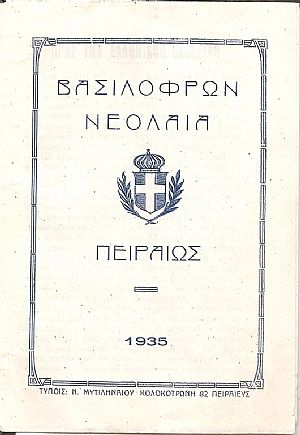 ΒΑΣΙΛΟΦΡΩΝ
ΝΕΟΛΑΙΑ
ΠΕΙΡΑΙΩΣ
1935
ΤΥΠΟΙΣ: Ν. ΜΥΤΙΛΗΝΑΙΟΥ ΚΟΛΟΚΟΤΡΩΝΗ 82 ΠΕΙΡΑΙΕΥΣ